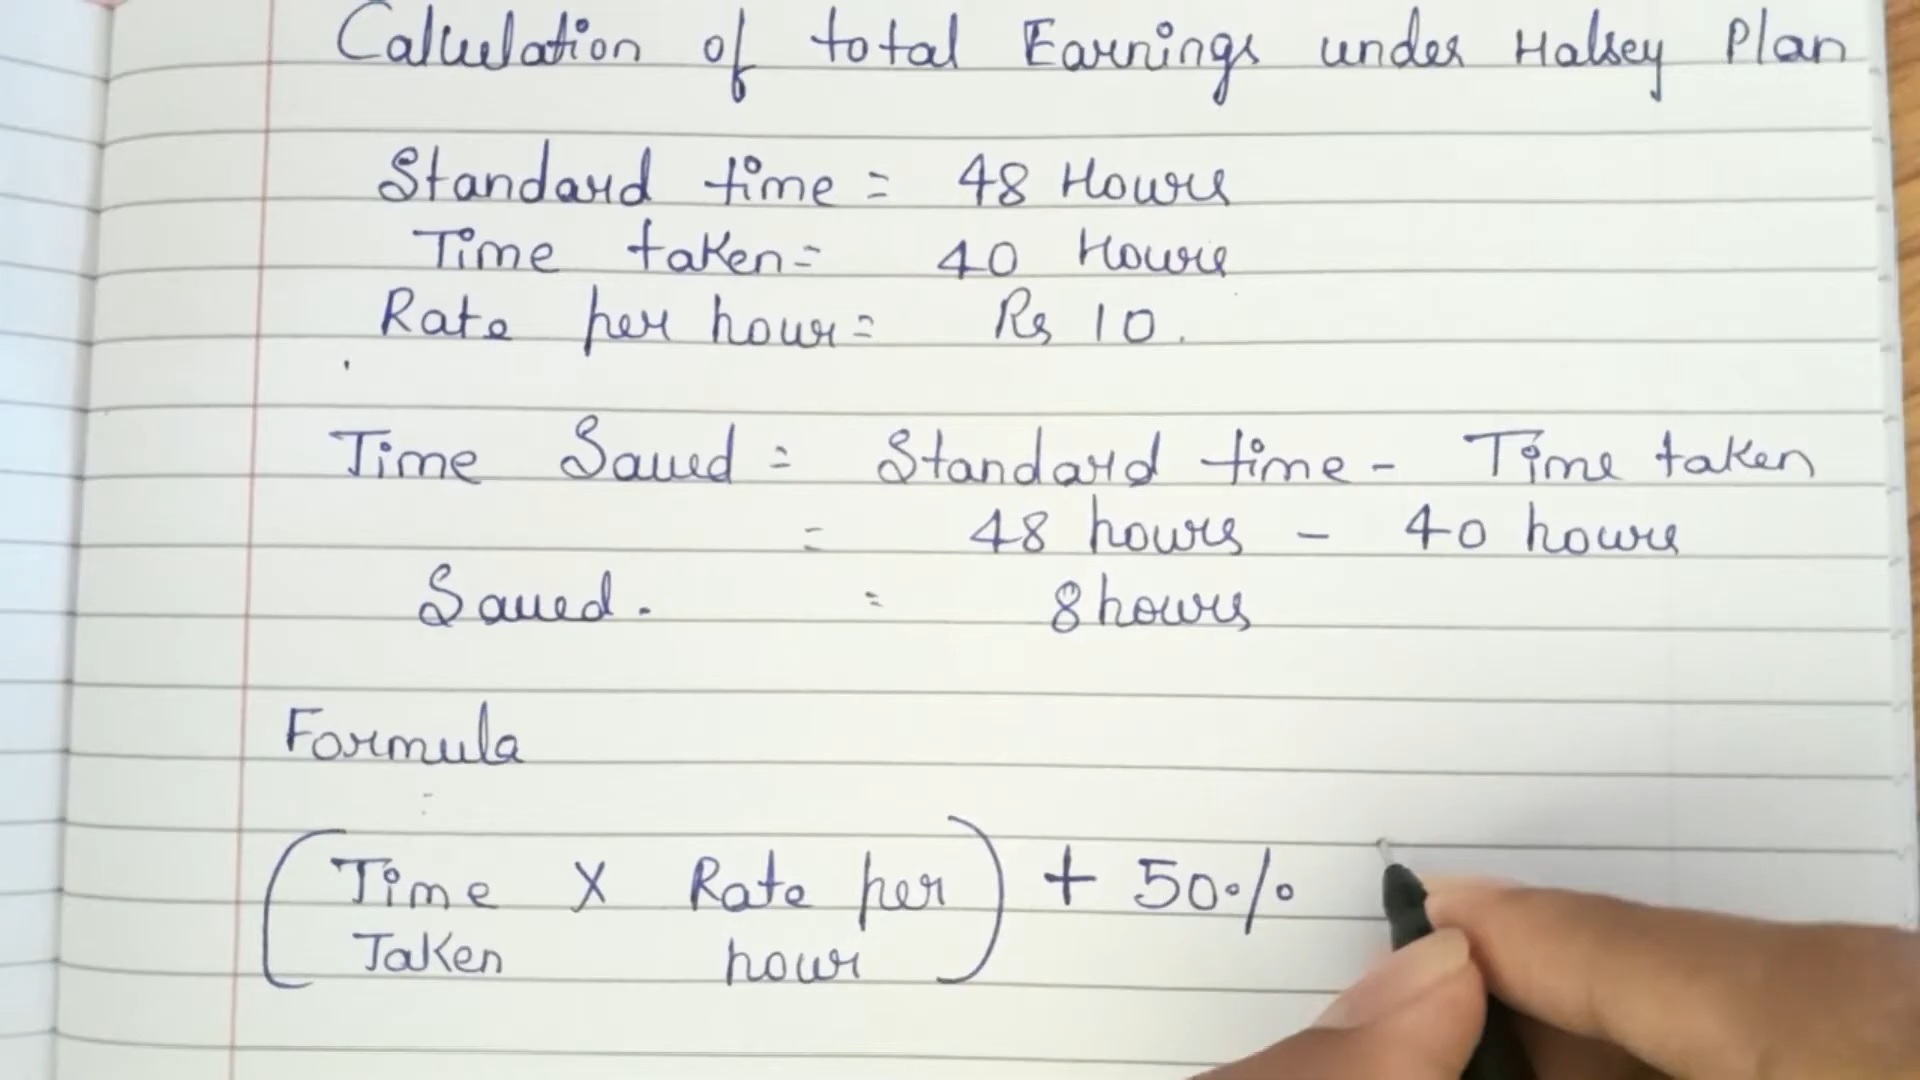 Calculation of total Earnings under Halsey Plan
Standard time = 48 Hours
Time taken = 40 Hours
Rate per hour = Rs 10.
Time Saved = Standard time - Time taken
= 48 hours - 40 hours
Saved. = 8 hours
Formula
(Time X Rate per) + 50%
Taken hour